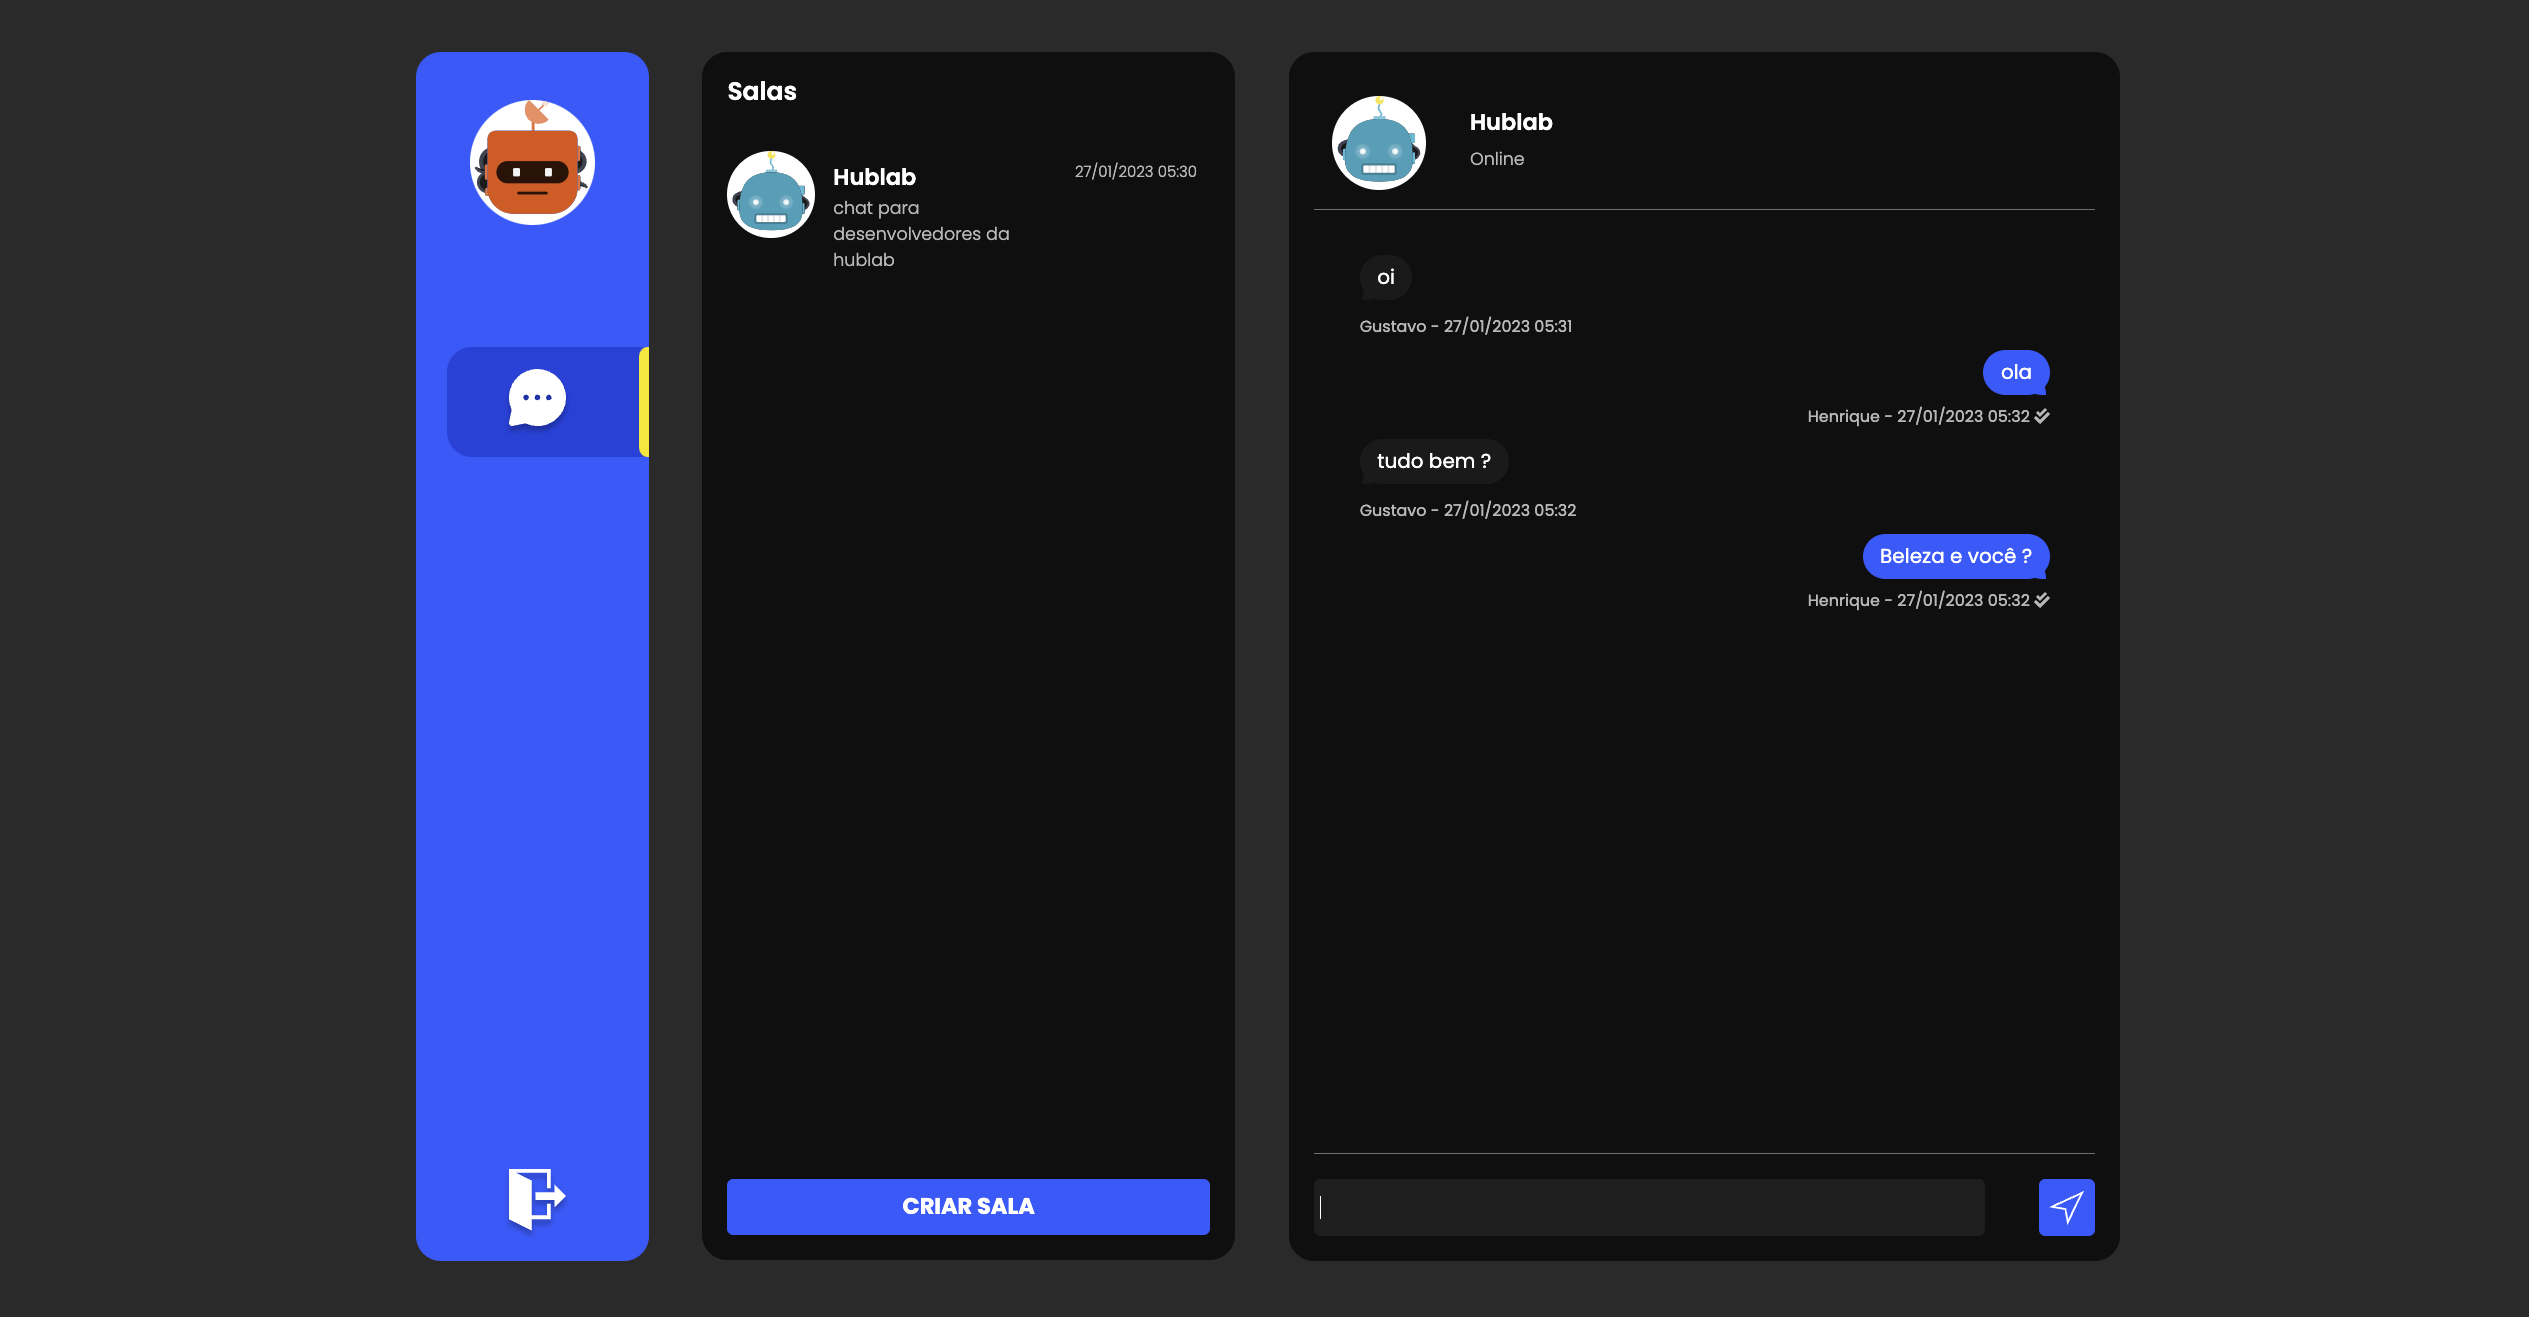 Salas
Hublab
27/01/2023 05:30
chat para
desenvolvedores da
hublab
CRIAR SALA
Hublab
Online
oi
Gustavo - 27/01/2023 05:31
ola
Henrique - 27/01/2023 05:32
tudo bem ?
Gustavo - 27/01/2023 05:32
Beleza e você ?
Henrique - 27/01/2023 05:32